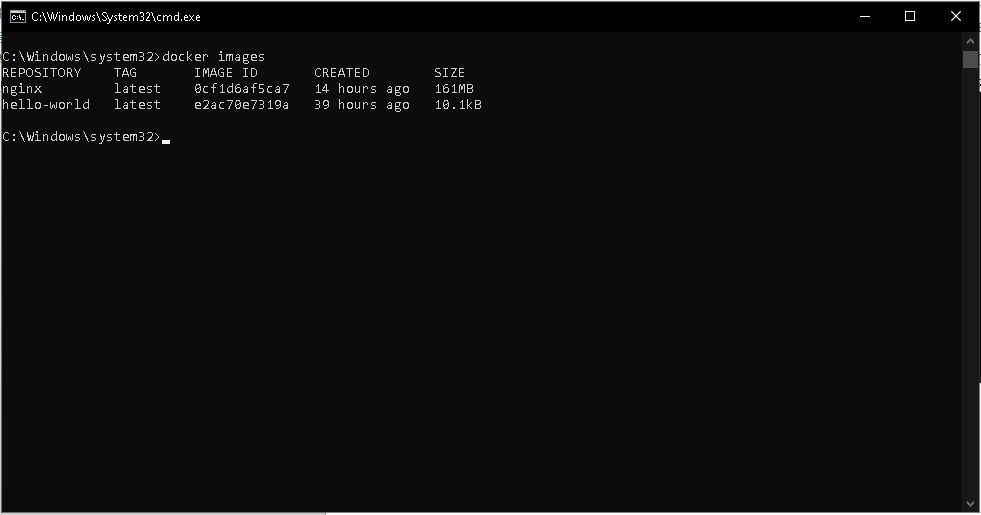 C:\Windows\System32\cmd.exe
C:\Windows\system32>docker images
REPOSITORY    TAG       IMAGE ID       CREATED        SIZE
nginx         latest    0cf1d6af5ca7   14 hours ago   161MB
hello-world   latest    e2ac70e7319a   39 hours ago   10.1kB
C:\Windows\system32>